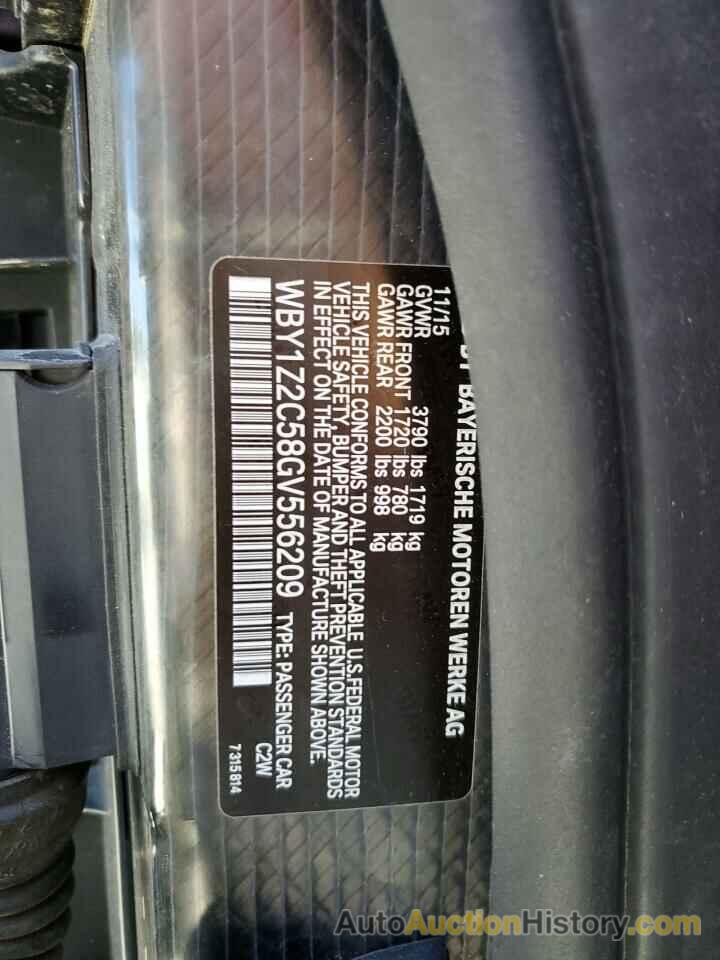 BY BAYERISCHE MOTOREN WERKE AG
11/15
GVWR 3790 lbs 1719 kg
GAWR FRONT 1720 lbs 780 kg
GAWR REAR 2200 lbs 998 kg
THIS VEHICLE CONFORMS TO ALL APPLICABLE U.S.FEDERAL MOTOR
VEHICLE SAFETY, BUMPER AND THEFT PREVENTION STANDARDS
IN EFFECT ON THE DATE OF MANUFACTURE SHOWN ABOVE.
WBY1Z2C58GV556209 TYPE: PASSENGER CAR
C2W
7315814
AutoAuctionHistory.com